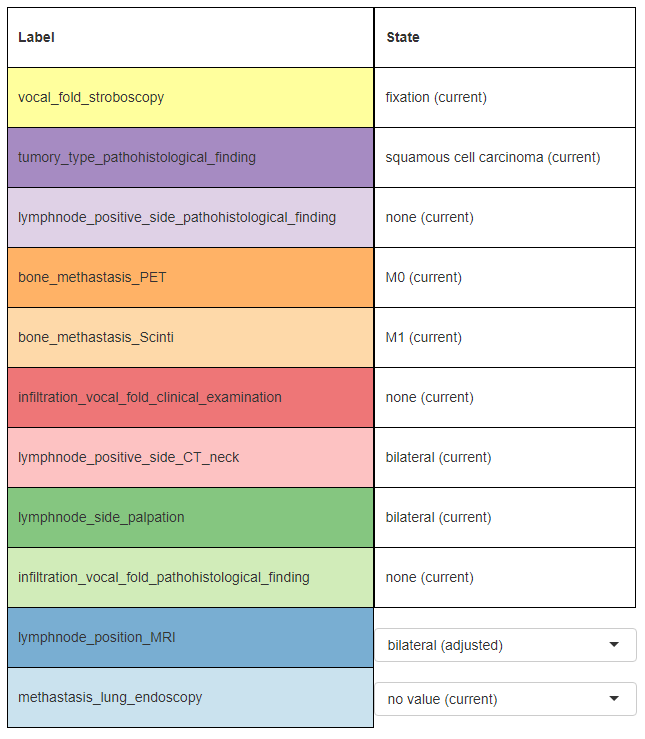 Label State
vocal_fold_stroboscopy fixation (current)
tumory_type_pathohistological_finding squamous cell carcinoma (current)
lymphnode_positive_side_pathohistological_finding none (current)
bone_methastasis_PET M0 (current)
bone_methastasis_Scinti M1 (current)
infiltration_vocal_fold_clinical_examination none (current)
lymphnode_positive_side_CT_neck bilateral (current)
lymphnode_side_palpation bilateral (current)
infiltration_vocal_fold_pathohistological_finding none (current)
lymphnode_position_MRI bilateral (adjusted)
methastasis_lung_endoscopy no value (current)